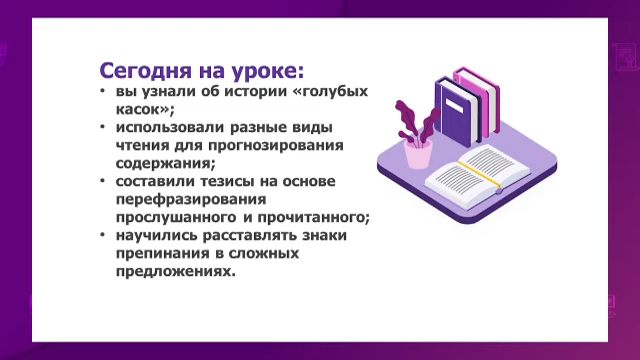 Сегодня на уроке:
• вы узнали об истории «голубых
касок»;
• использовали разные виды
чтения для прогнозирования
содержания;
• составили тезисы на основе
перефразирования
прослушанного и прочитанного;
• научились расставлять знаки
препинания в сложных
предложениях.